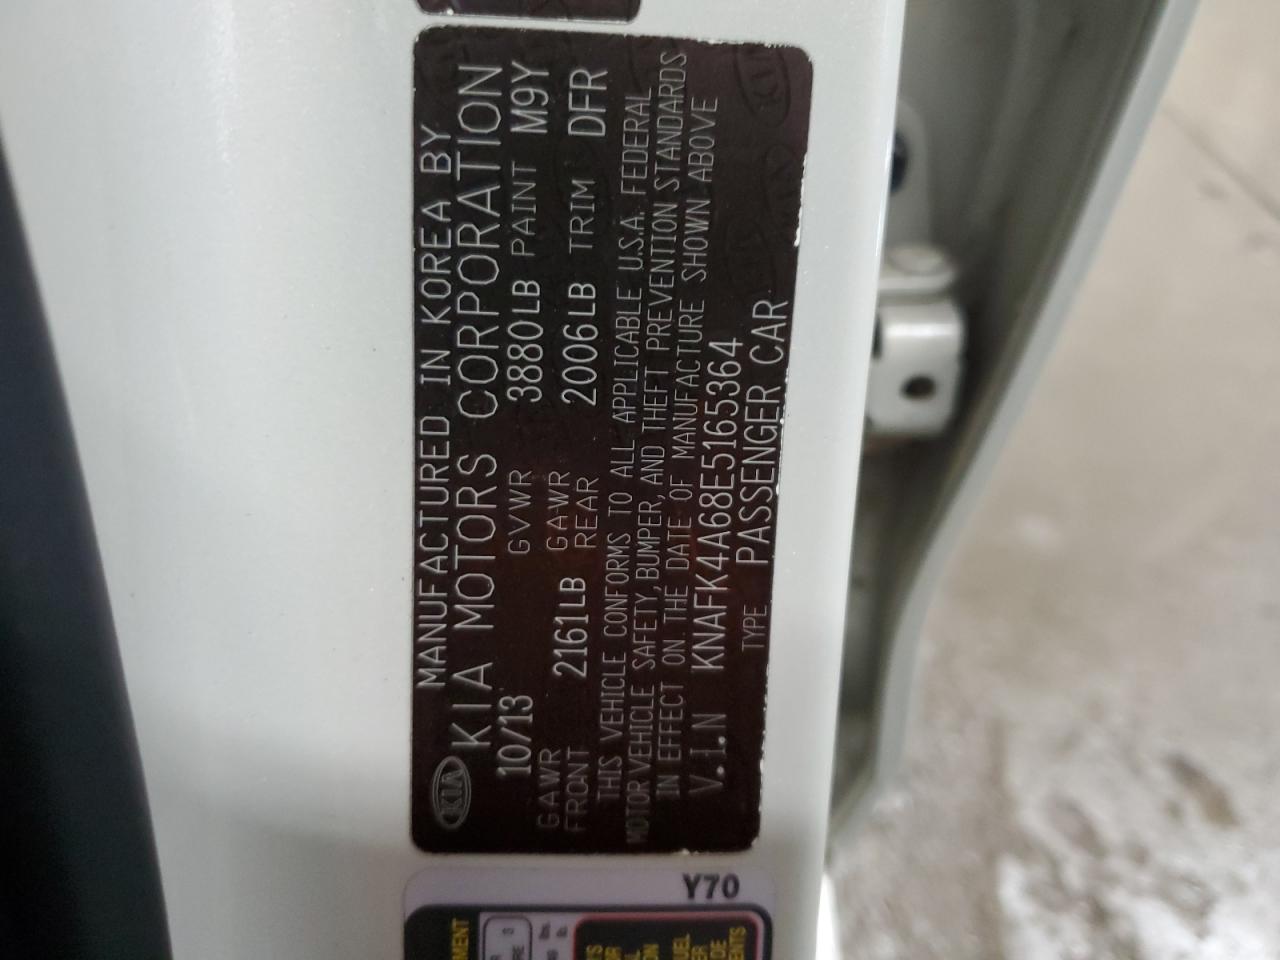 MANUFACTURED IN KOREA BY
KIA KIA MOTORS CORPORATION
10/13 GVWR 3880LB PAINT M9Y
GAWR FRONT 2161LB GAWR REAR 2006LB TRIM DFR
THIS VEHICLE CONFORMS TO ALL APPLICABLE U.S.A. FEDERAL
MOTOR VEHICLE SAFETY, BUMPER, AND THEFT PREVENTION STANDARDS
IN EFFECT ON THE DATE OF MANUFACTURE SHOWN ABOVE
V.I.N KNAFK4A68E5165364
TYPE PASSENGER CAR
Y70